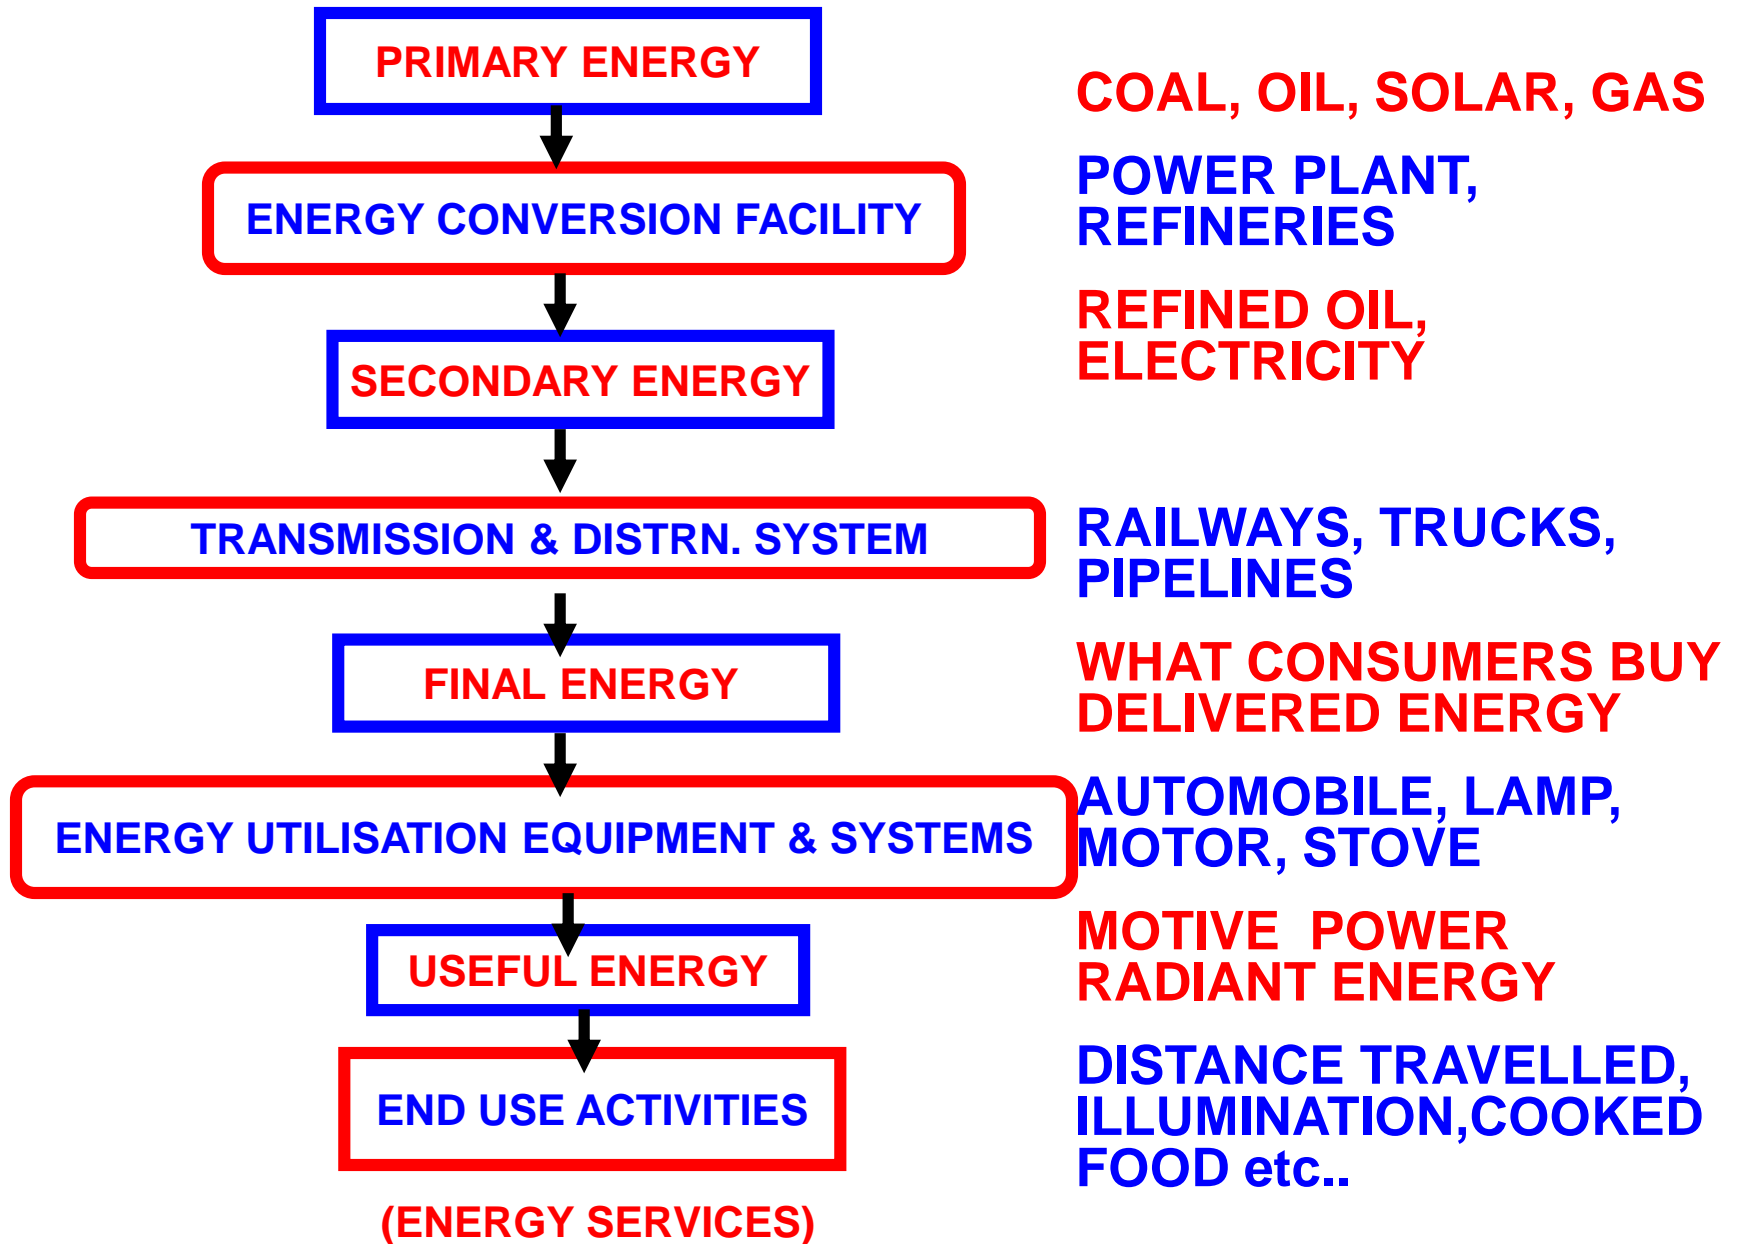 PRIMARY ENERGY
COAL, OIL, SOLAR, GAS
ENERGY CONVERSION FACILITY
POWER PLANT,
REFINERIES
SECONDARY ENERGY
REFINED OIL,
ELECTRICITY
TRANSMISSION & DISTRN. SYSTEM
RAILWAYS, TRUCKS,
PIPELINES
FINAL ENERGY
WHAT CONSUMERS BUY
DELIVERED ENERGY
ENERGY UTILISATION EQUIPMENT & SYSTEMS
AUTOMOBILE, LAMP,
MOTOR, STOVE
USEFUL ENERGY
MOTIVE POWER
RADIANT ENERGY
END USE ACTIVITIES
DISTANCE TRAVELLED,
ILLUMINATION,COOKED
FOOD etc..
(ENERGY SERVICES)